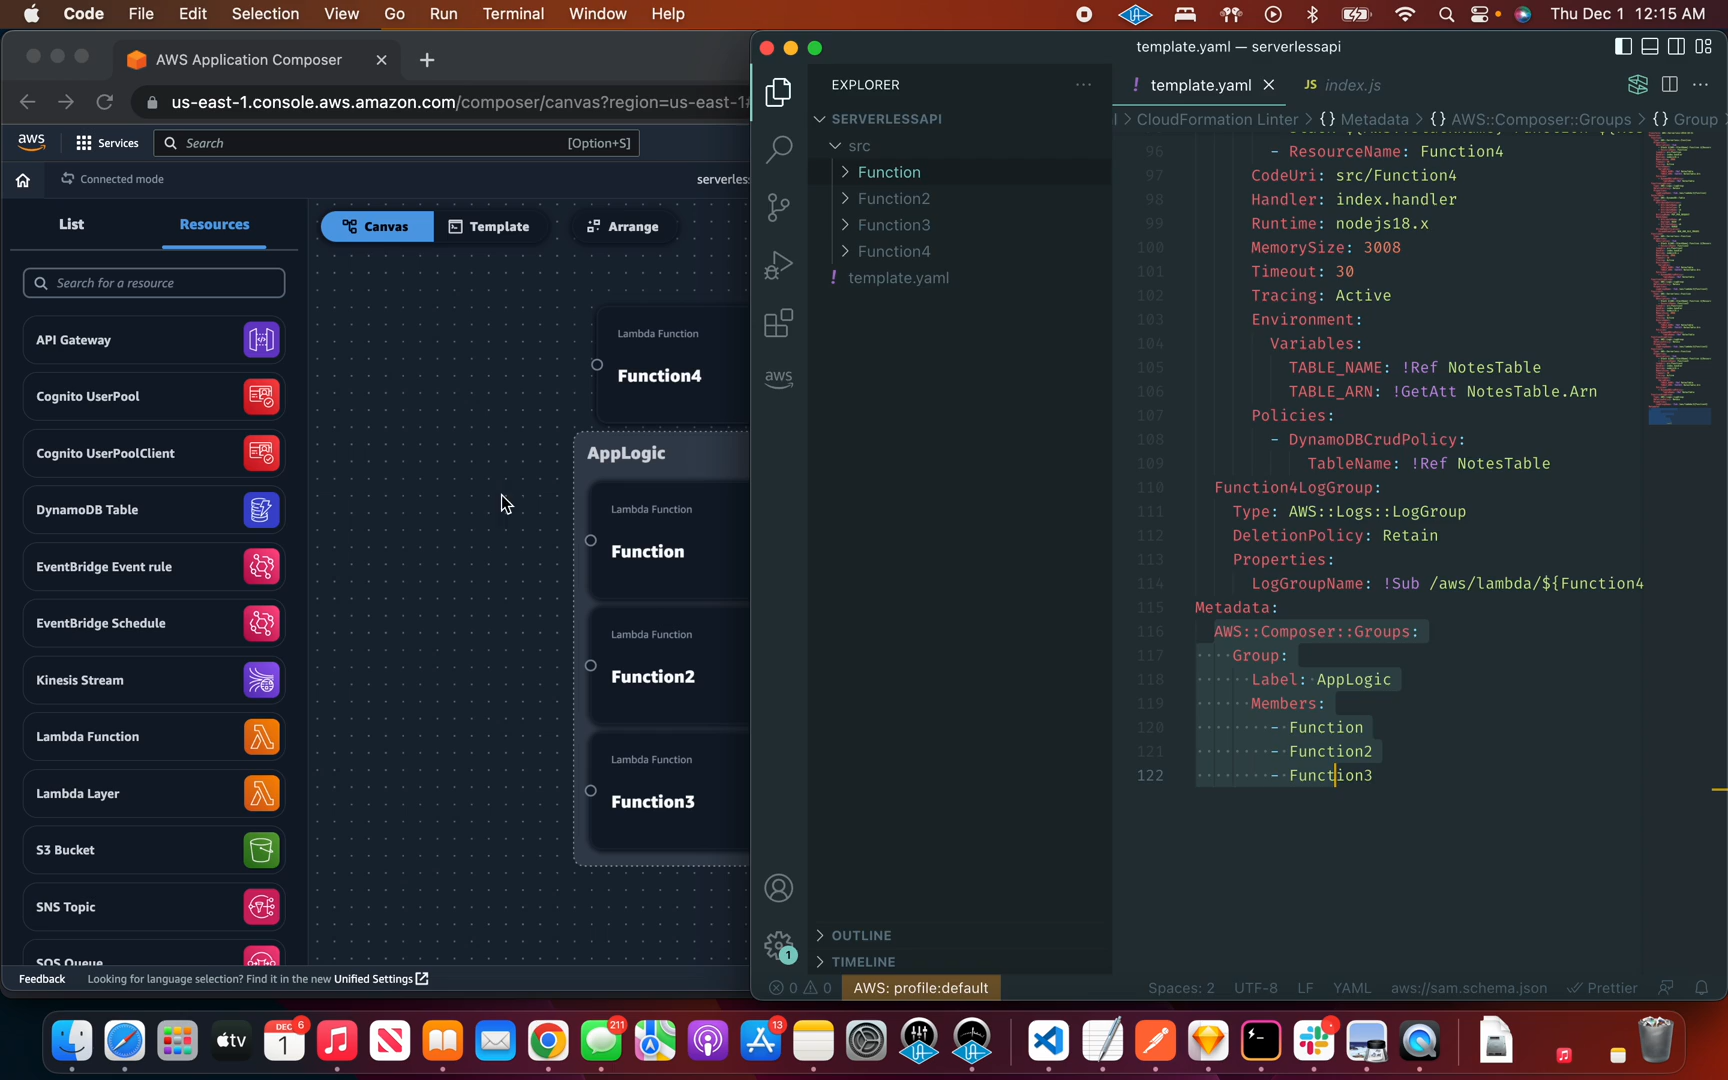 Code File Edit Selection View Go Run Terminal Window Help Thu Dec 1 12:15 AM
AWS Application Composer
us-east-1.console.aws.amazon.com/composer/canvas?region=us-east-1#
aws Services Search [Option+S]
Connected mode serverles
List Resources
Canvas Template Arrange
Search for a resource
API Gateway
Cognito UserPool
Cognito UserPoolClient
DynamoDB Table
EventBridge Event rule
EventBridge Schedule
Kinesis Stream
Lambda Function
Lambda Layer
S3 Bucket
SNS Topic
SQS Queue
Lambda Function
Function4
AppLogic
Lambda Function
Function
Lambda Function
Function2
Lambda Function
Function3
Feedback Looking for language selection? Find it in the new Unified Settings
template.yaml — serverlessapi
EXPLORER
SERVERLESSAPI
src
Function
Function2
Function3
Function4
! template.yaml
aws
OUTLINE
TIMELINE
! template.yaml JS index.js
CloudFormation Linter > {} Metadata > {} AWS::Composer::Groups > {} Group
96 - ResourceName: Function4
97 CodeUri: src/Function4
98 Handler: index.handler
99 Runtime: nodejs18.x
100 MemorySize: 3008
101 Timeout: 30
102 Tracing: Active
103 Environment:
104 Variables:
105 TABLE_NAME: !Ref NotesTable
106 TABLE_ARN: !GetAtt NotesTable.Arn
107 Policies:
108 - DynamoDBCrudPolicy:
109 TableName: !Ref NotesTable
110 Function4LogGroup:
111 Type: AWS::Logs::LogGroup
112 DeletionPolicy: Retain
113 Properties:
114 LogGroupName: !Sub /aws/lambda/${Function4
115 Metadata:
116 AWS::Composer::Groups:
117 Group:
118 Label: AppLogic
119 Members:
120 - Function
121 - Function2
122 - Function3
1
0 0 AWS: profile:default Spaces: 2 UTF-8 LF YAML aws://sam.schema.json Prettier
tv DEC 1 6 211 13